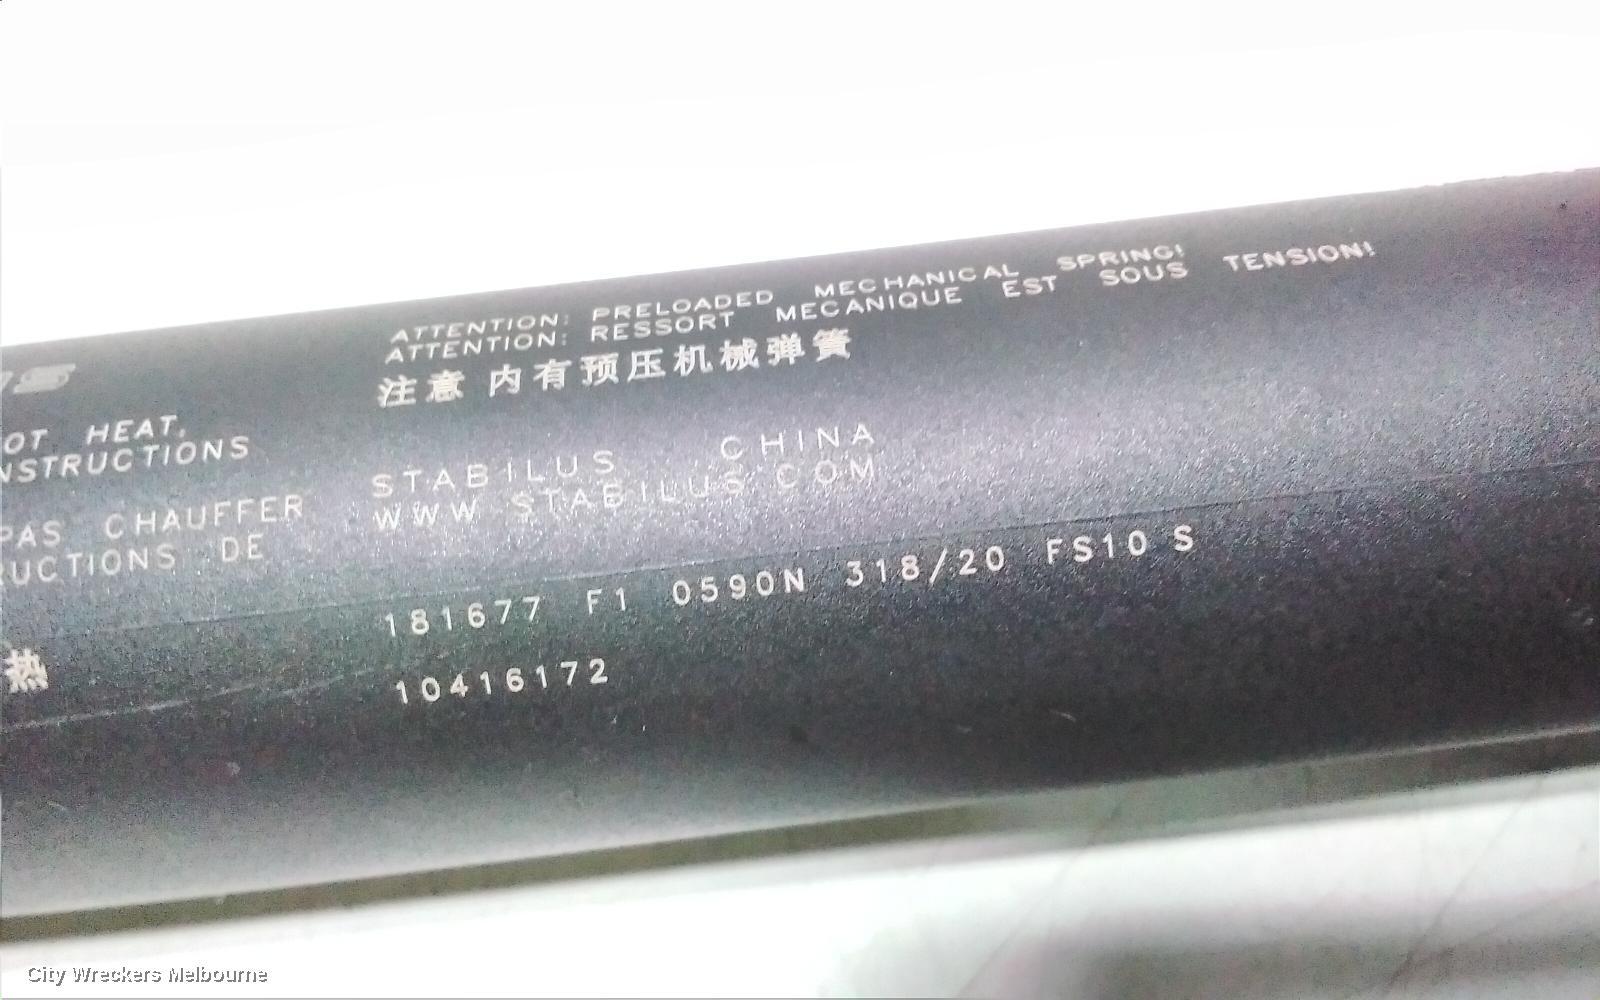 US
OT HEAT,
NSTRUCTIONS
PAS CHAUFFER
RUCTIONS DE
热
ATTENTION: PRELOADED MECHANICAL SPRING!
ATTENTION: RESSORT MECANIQUE EST SOUS TENSION!
注意 内有预压机械弹簧
STABILUS CHINA
WWW STABILUS COM
181677 F1 0590N 318/20 FS10 S
10416172
City Wreckers Melbourne